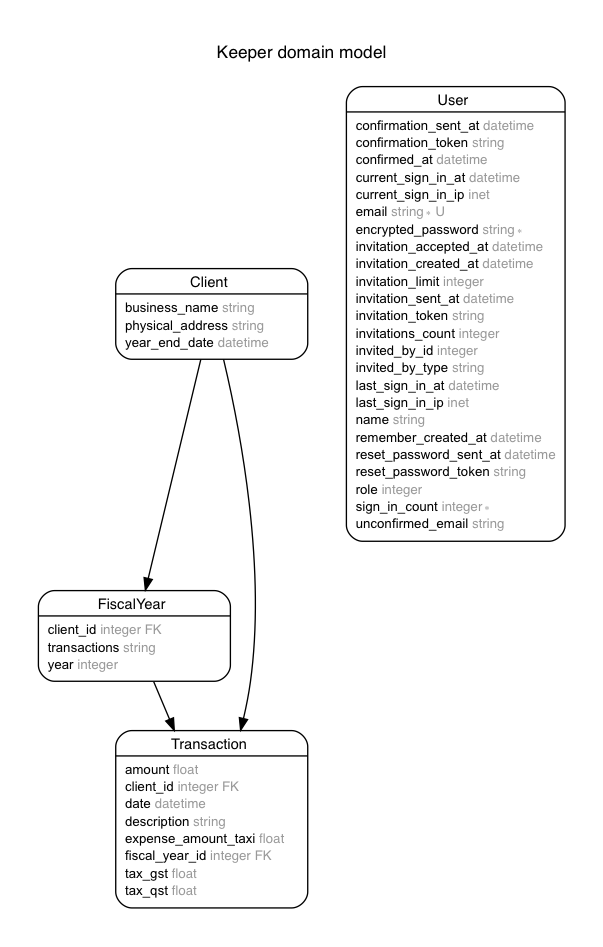 Keeper domain model
User
confirmation_sent_at datetime
confirmation_token string
confirmed_at datetime
current_sign_in_at datetime
current_sign_in_ip inet
email string ∗ U
encrypted_password string ∗
invitation_accepted_at datetime
invitation_created_at datetime
invitation_limit integer
invitation_sent_at datetime
invitation_token string
invitations_count integer
invited_by_id integer
invited_by_type string
last_sign_in_at datetime
last_sign_in_ip inet
name string
remember_created_at datetime
reset_password_sent_at datetime
reset_password_token string
role integer
sign_in_count integer ∗
unconfirmed_email string
Client
business_name string
physical_address string
year_end_date datetime
FiscalYear
client_id integer FK
transactions string
year integer
Transaction
amount float
client_id integer FK
date datetime
description string
expense_amount_taxi float
fiscal_year_id integer FK
tax_gst float
tax_qst float